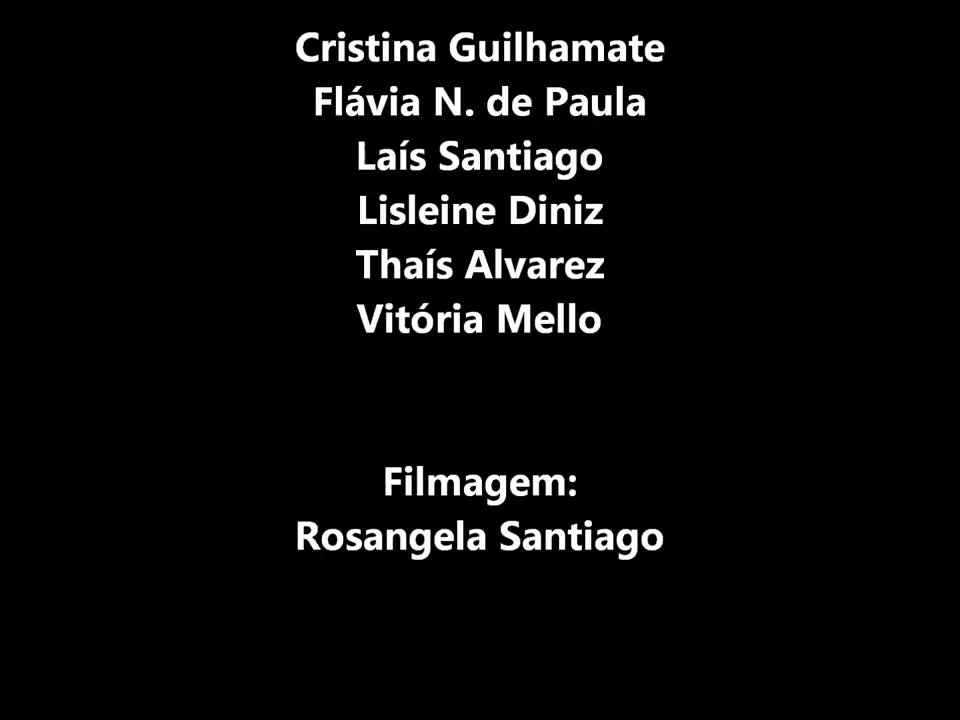 Cristina Guilhamate
Flávia N. de Paula
Laís Santiago
Lisleine Diniz
Thaís Alvarez
Vitória Mello
Filmagem:
Rosangela Santiago